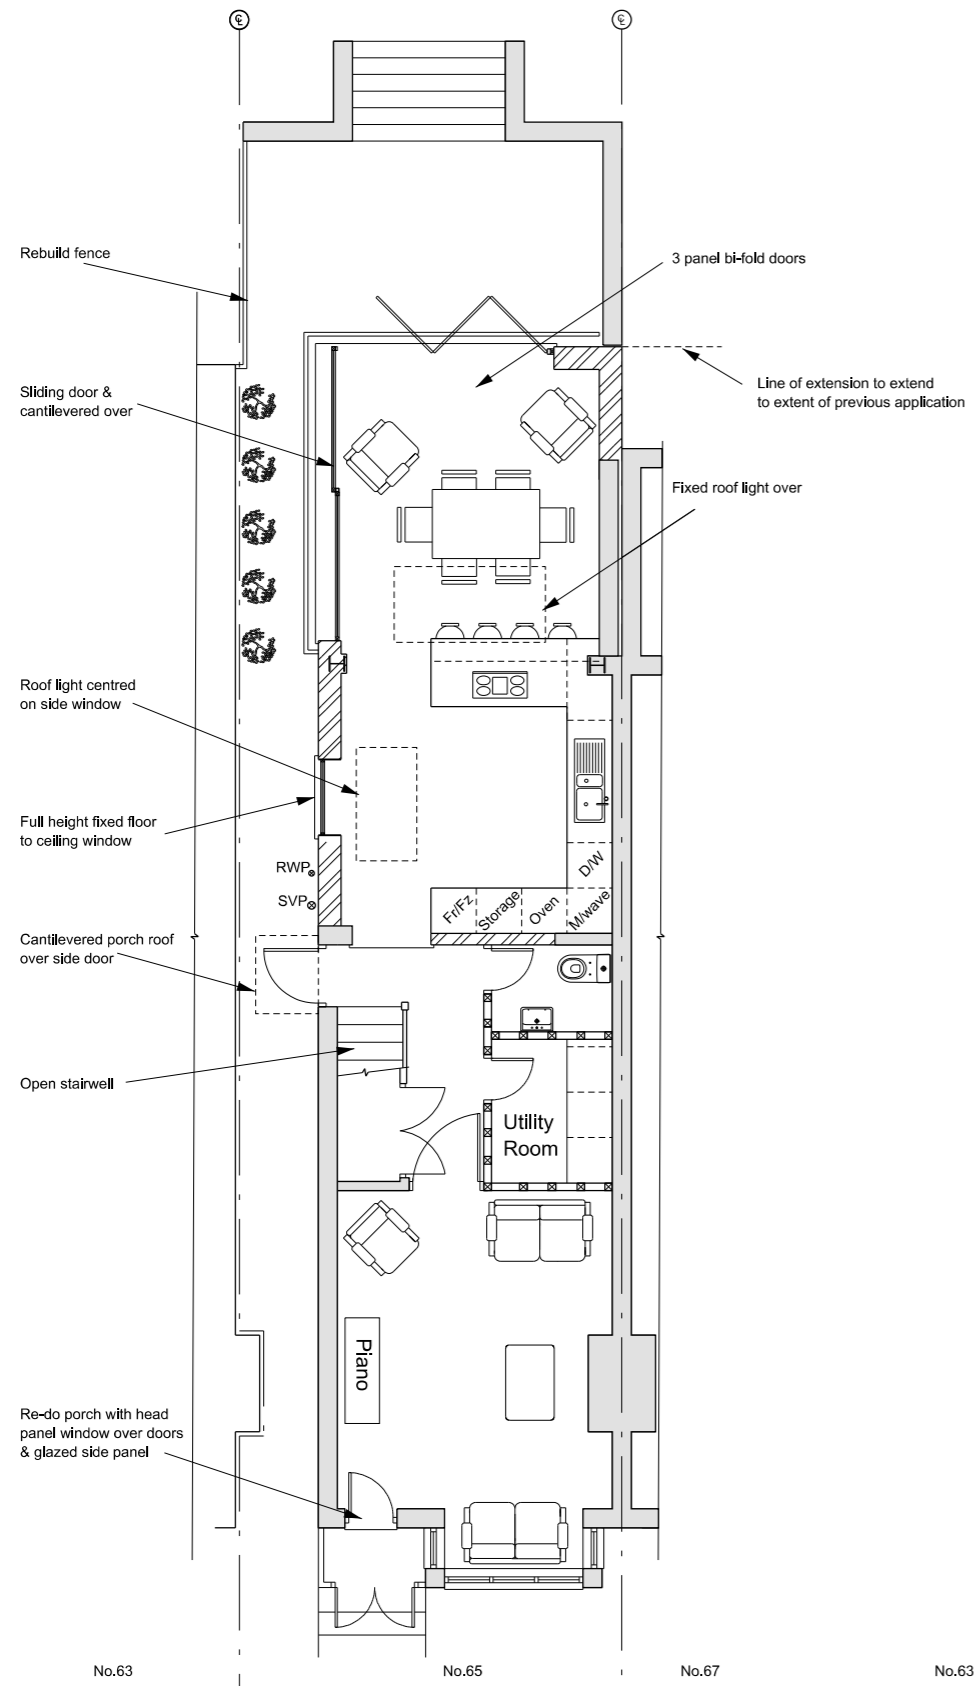 ℄
℄
Rebuild fence
3 panel bi-fold doors
Sliding door &
cantilevered over
Line of extension to extend
to extent of previous application
Fixed roof light over
Roof light centred
on side window
Full height fixed floor
to ceiling window
RWP
SVP
D/W
Fr/Fz
Storage
Oven
M/wave
Cantilevered porch roof
over side door
Open stairwell
Utility
Room
Piano
Re-do porch with head
panel window over doors
& glazed side panel
No.63
No.65
No.67
No.63